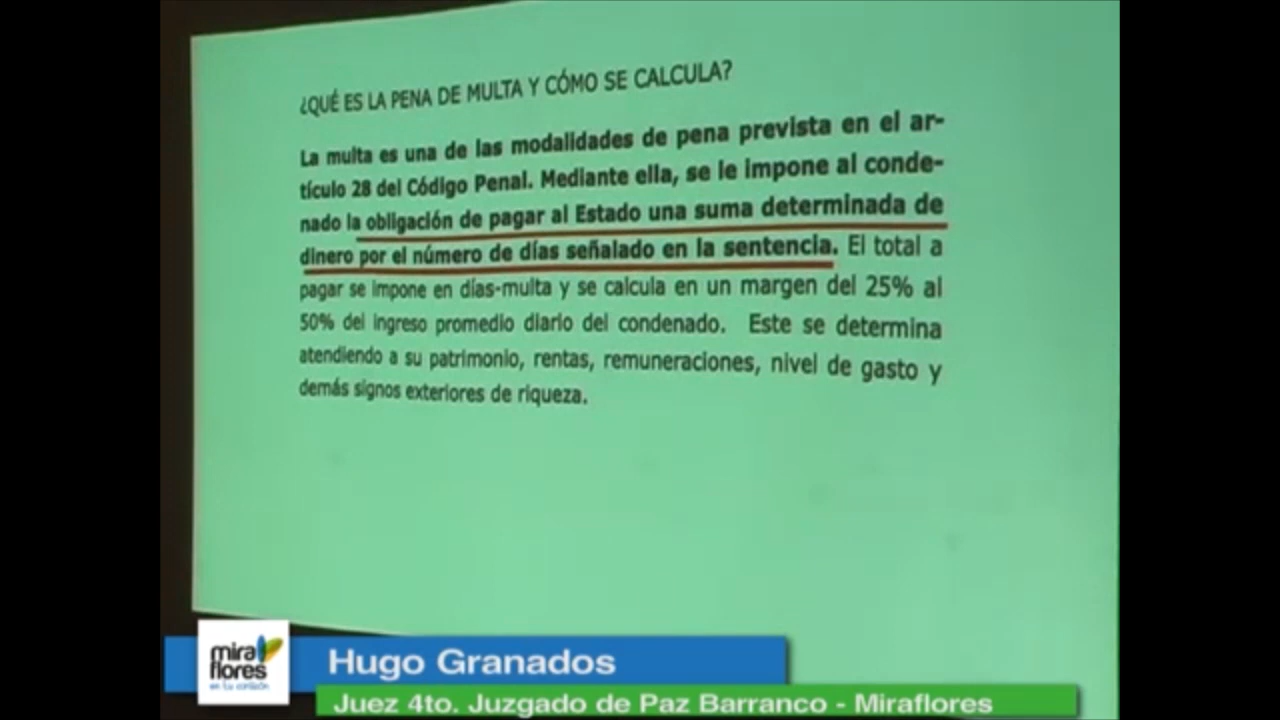 ¿QUÉ ES LA PENA DE MULTA Y CÓMO SE CALCULA?
La multa es una de las modalidades de pena prevista en el ar-
tículo 28 del Código Penal. Mediante ella, se le impone al conde-
nado la obligación de pagar al Estado una suma determinada de
dinero por el número de días señalado en la sentencia. El total a
pagar se impone en días-multa y se calcula en un margen del 25% al
50% del ingreso promedio diario del condenado. Este se determina
atendiendo a su patrimonio, rentas, remuneraciones, nivel de gasto y
demás signos exteriores de riqueza.
mira
flores
en tu corazón
Hugo Granados
Juez 4to. Juzgado de Paz Barranco - Miraflores